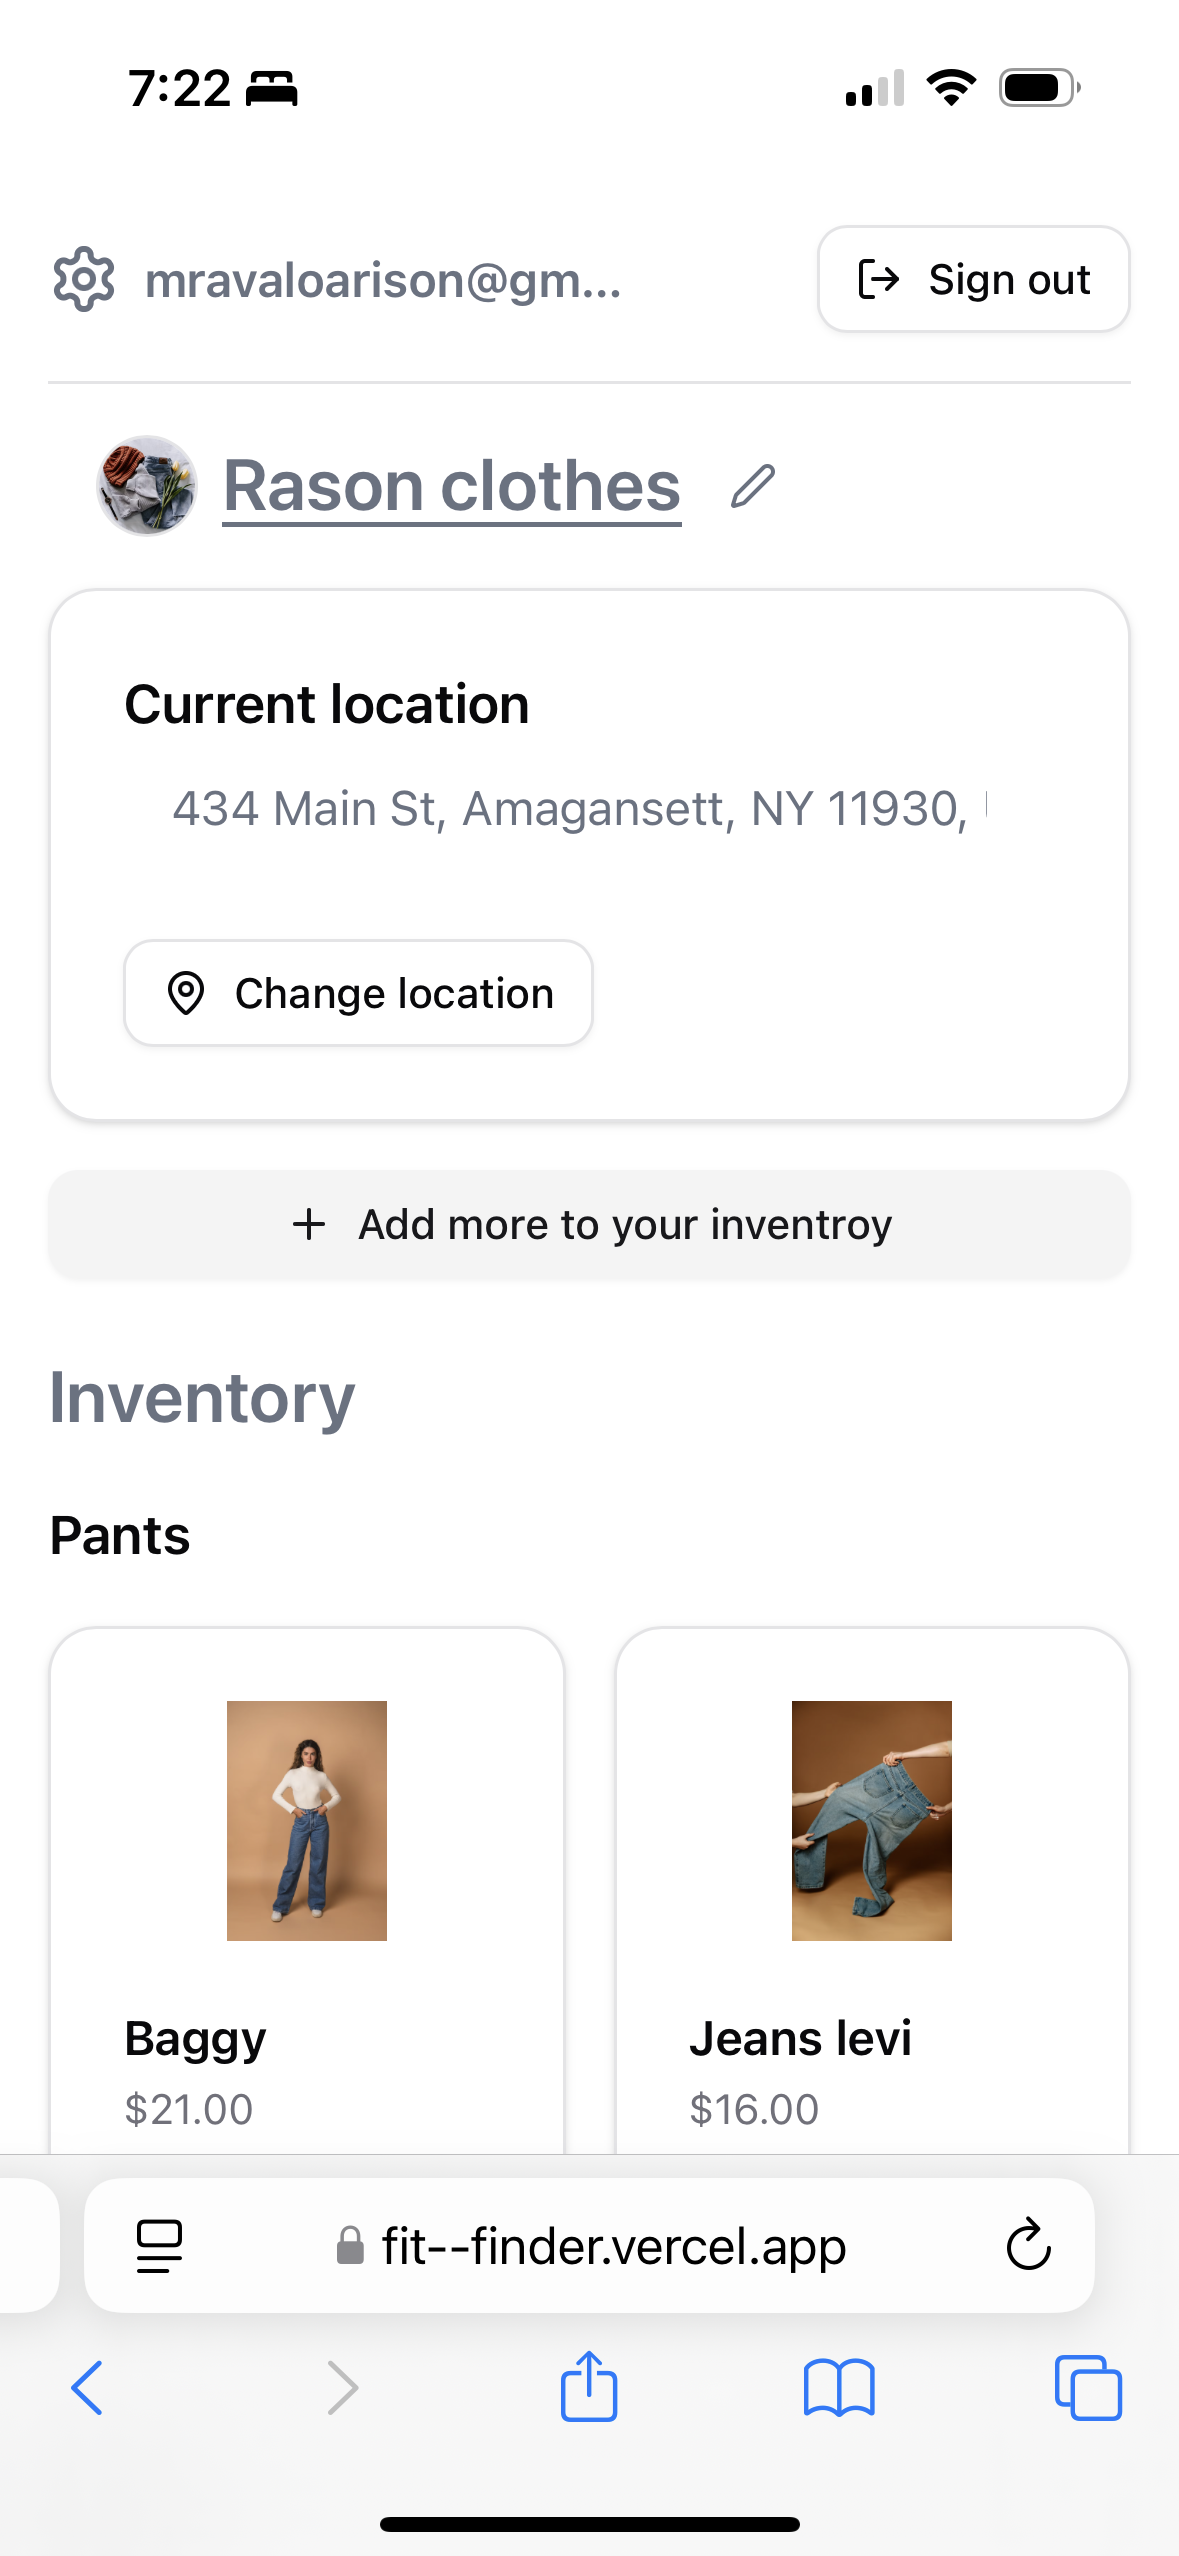 7:22
mravaloarison@gm...
Sign out
Rason clothes
Current location
434 Main St, Amagansett, NY 11930,
Change location
Add more to your inventroy
Inventory
Pants
Baggy
$21.00
Jeans levi
$16.00
fit--finder.vercel.app